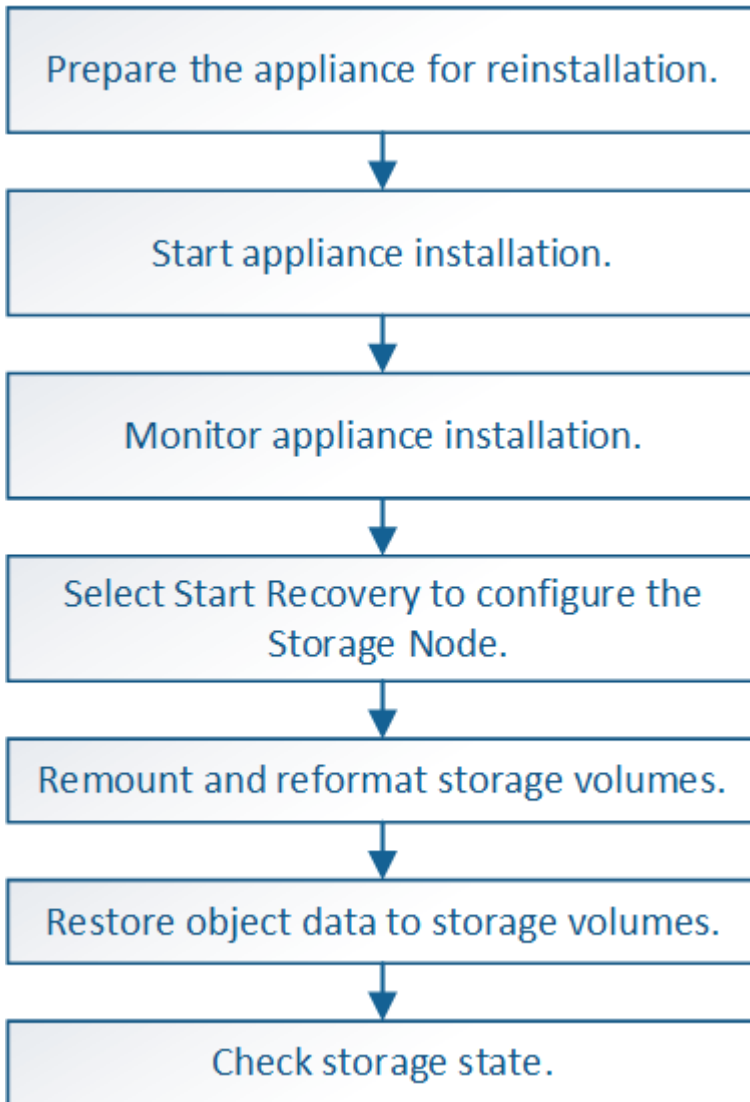 Prepare the appliance for reinstallation.
Start appliance installation.
Monitor appliance installation.
Select Start Recovery to configure the
Storage Node.
Remount and reformat storage volumes.
Restore object data to storage volumes.
Check storage state.